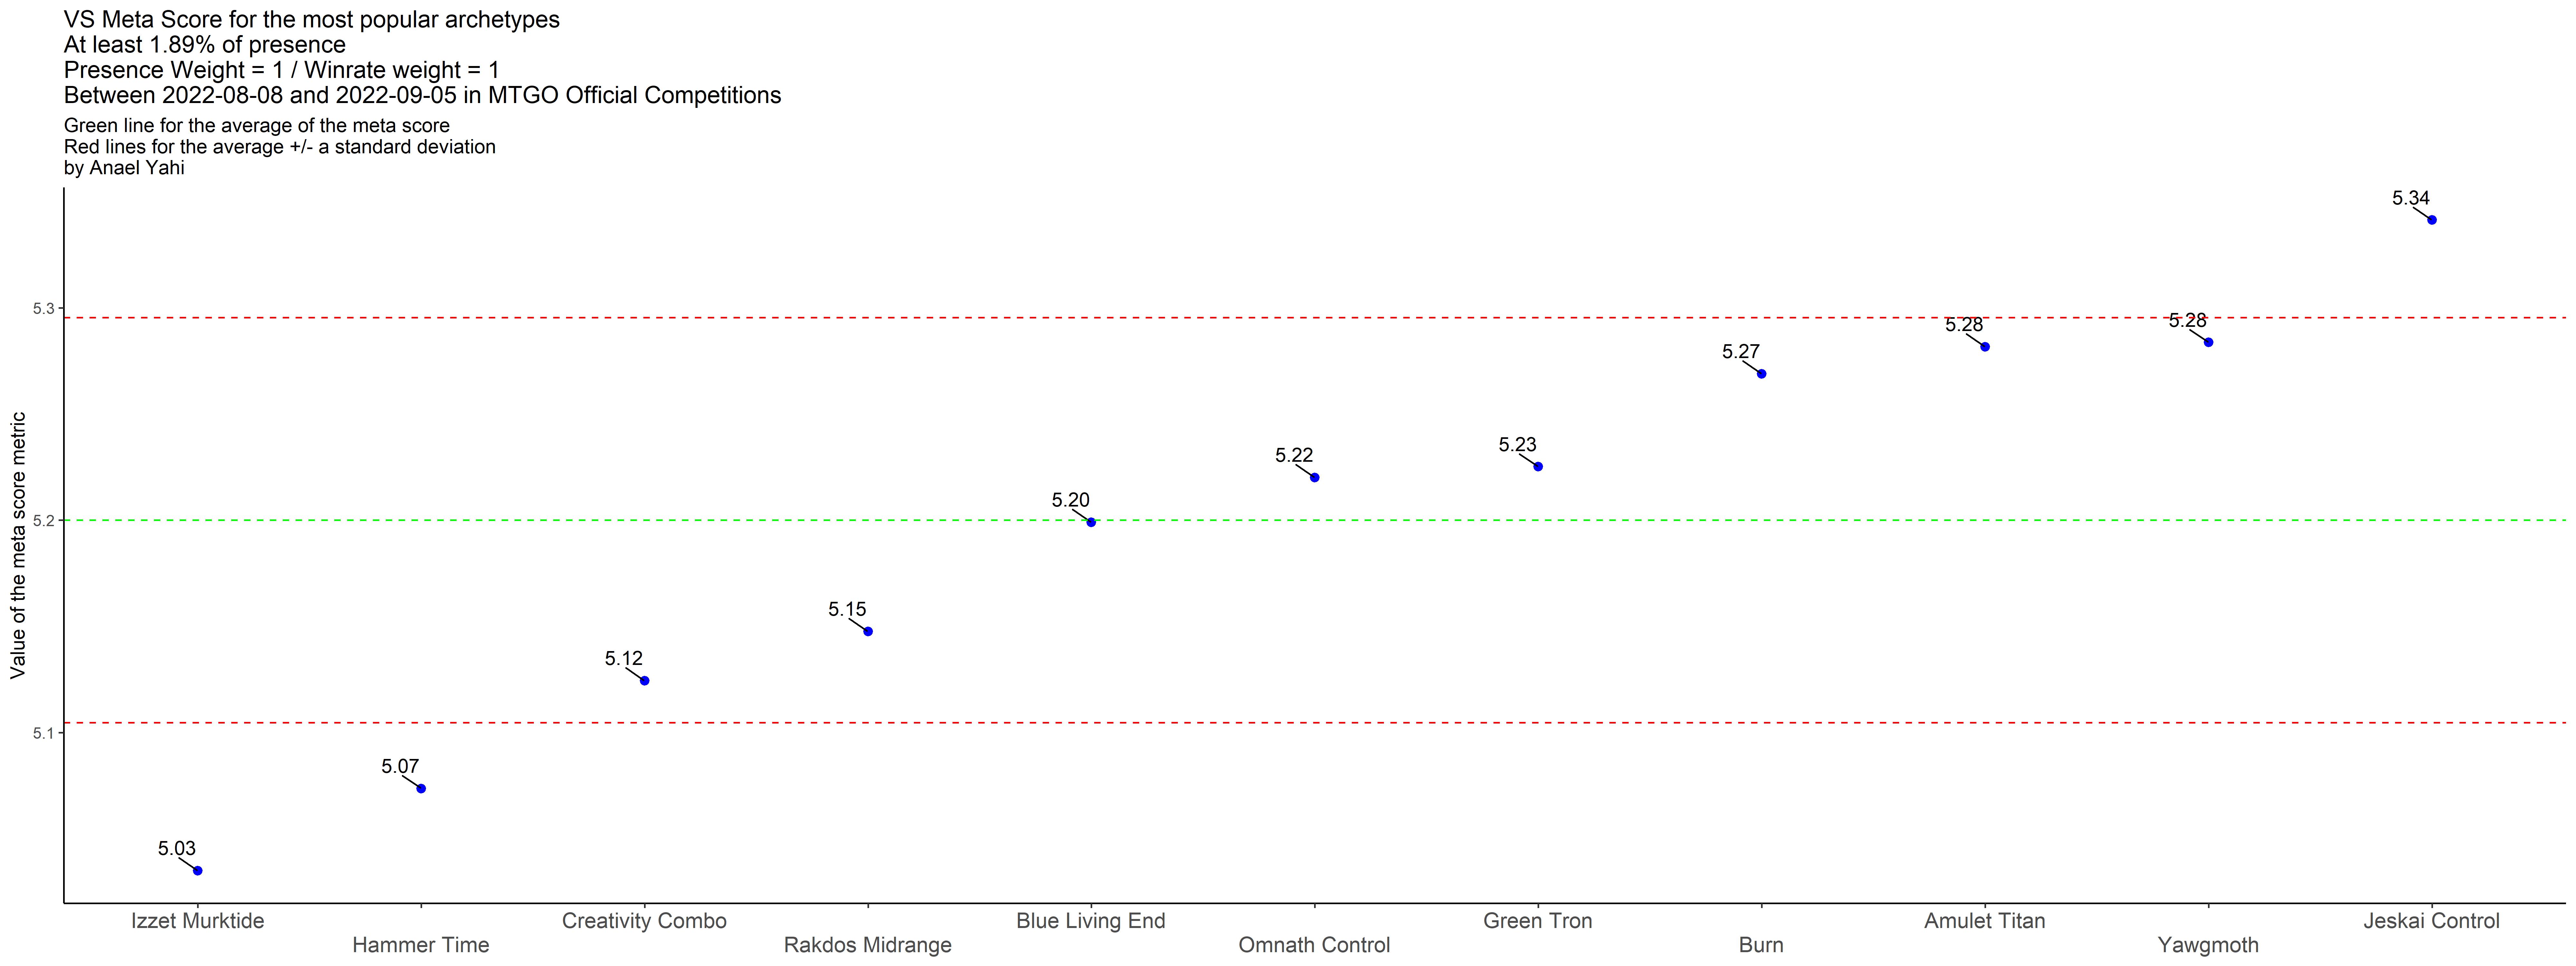 VS Meta Score for the most popular archetypes
At least 1.89% of presence
Presence Weight = 1 / Winrate weight = 1
Between 2022-08-08 and 2022-09-05 in MTGO Official Competitions
Green line for the average of the meta score
Red lines for the average +/- a standard deviation
by Anael Yahi
Value of the meta score metric
5.3
5.2
5.1
5.03
5.07
5.12
5.15
5.20
5.22
5.23
5.27
5.28
5.28
5.34
Izzet Murktide
Hammer Time
Creativity Combo
Rakdos Midrange
Blue Living End
Omnath Control
Green Tron
Burn
Amulet Titan
Yawgmoth
Jeskai Control